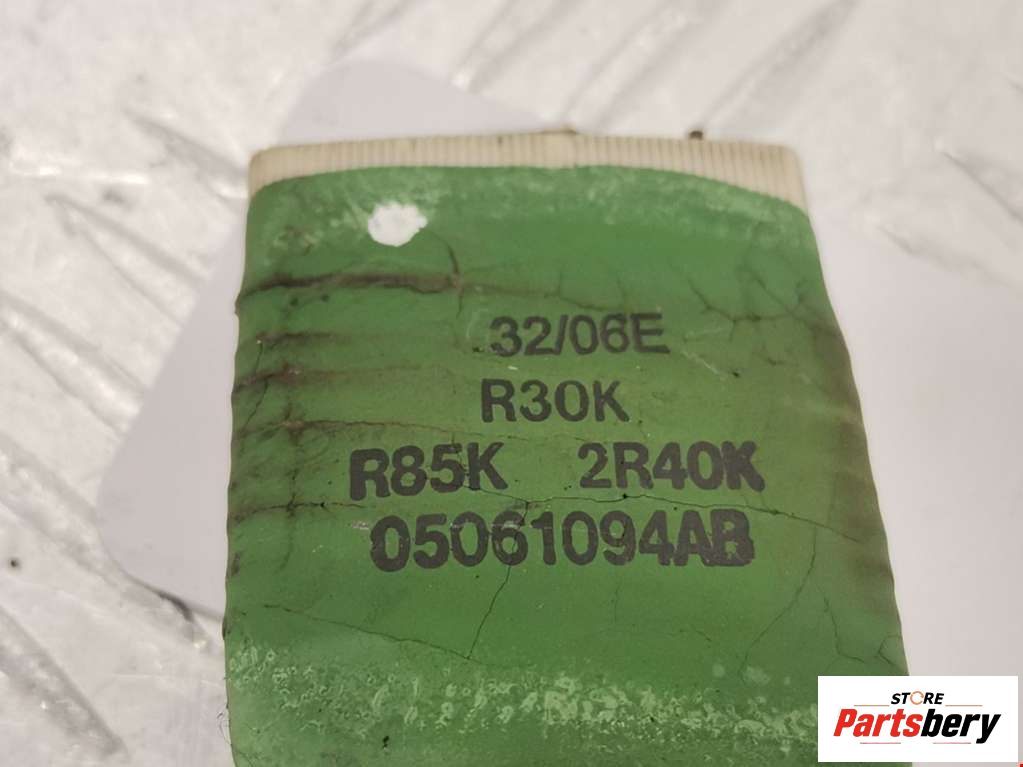 32/06E
R30K
R85K 2R40K
05061094AB
STORE
Partsbery